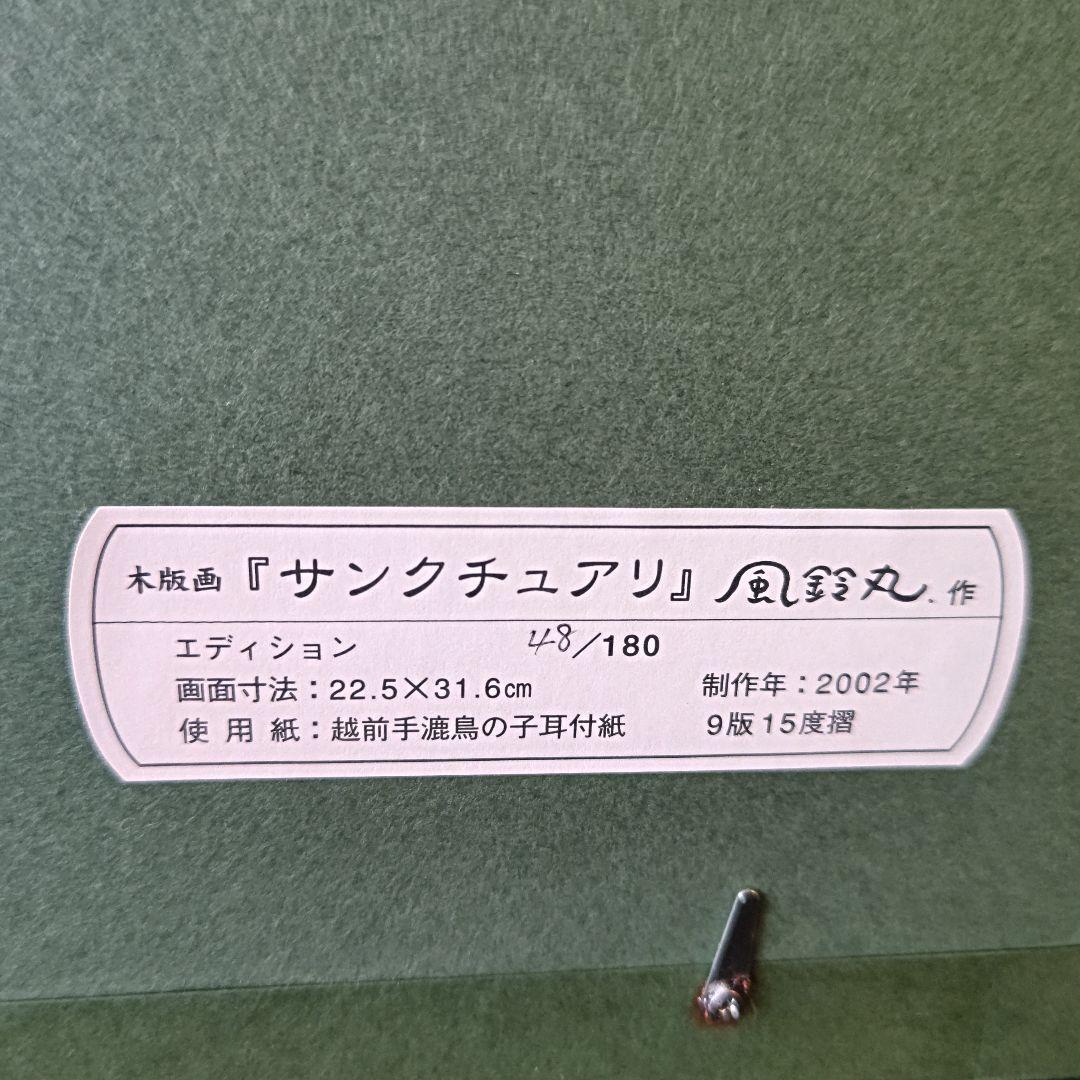 木版画『サンクチュアリ』風鈴丸.作
エディション 48/180
画面寸法：22.5×31.6㎝ 制作年：2002年
使用紙：越前手漉鳥の子耳付紙 9版15度摺